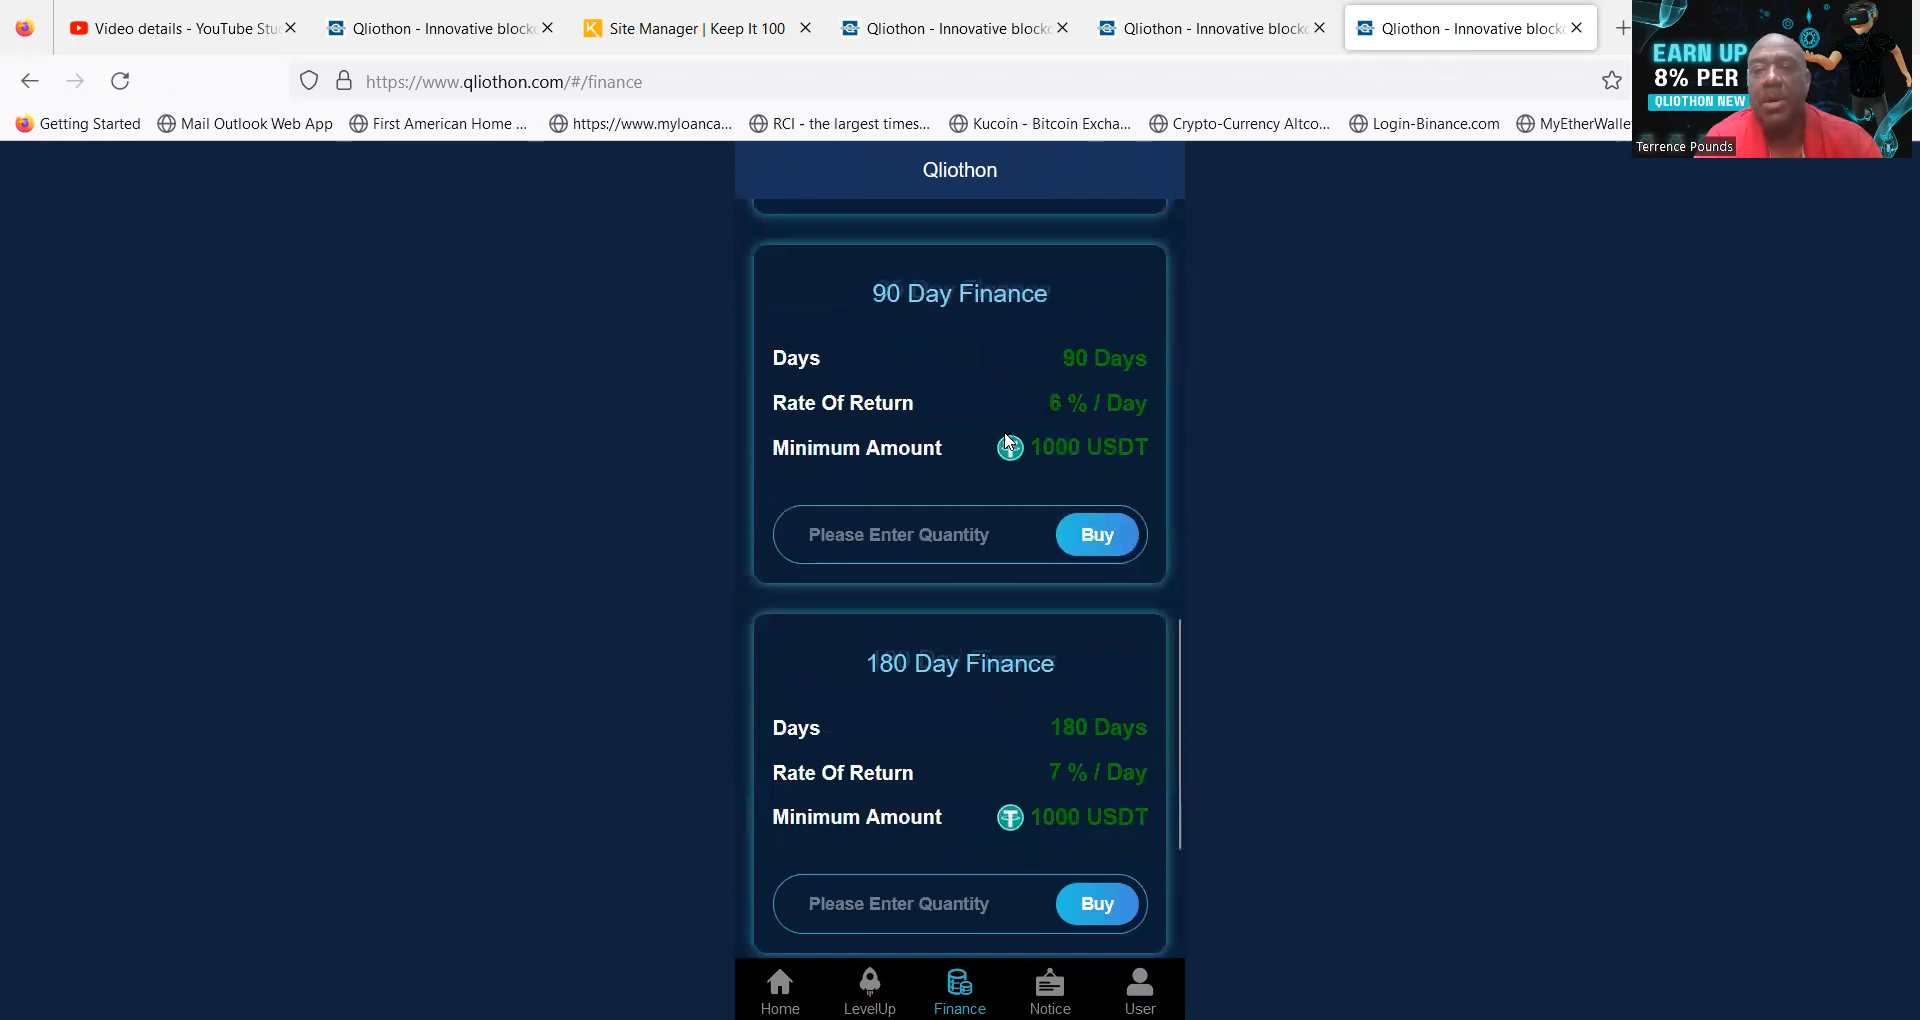 Video details - YouTube Stu
Qliothon - Innovative blockc
Site Manager | Keep It 100
Qliothon - Innovative blockc
Qliothon - Innovative blockc
Qliothon - Innovative blockc
https://www.qliothon.com/#/finance
Getting Started
Mail Outlook Web App
First American Home ...
https://www.myloanca...
RCI - the largest times...
Kucoin - Bitcoin Excha...
Crypto-Currency Altco...
Login-Binance.com
MyEtherWalle
EARN UP
8% PER
QLIOTHON NEW
Terrence Pounds
Qliothon
90 Day Finance
Days 90 Days
Rate Of Return 6 % / Day
Minimum Amount 1000 USDT
Please Enter Quantity Buy
180 Day Finance
Days 180 Days
Rate Of Return 7 % / Day
Minimum Amount 1000 USDT
Please Enter Quantity Buy
Home LevelUp Finance Notice User